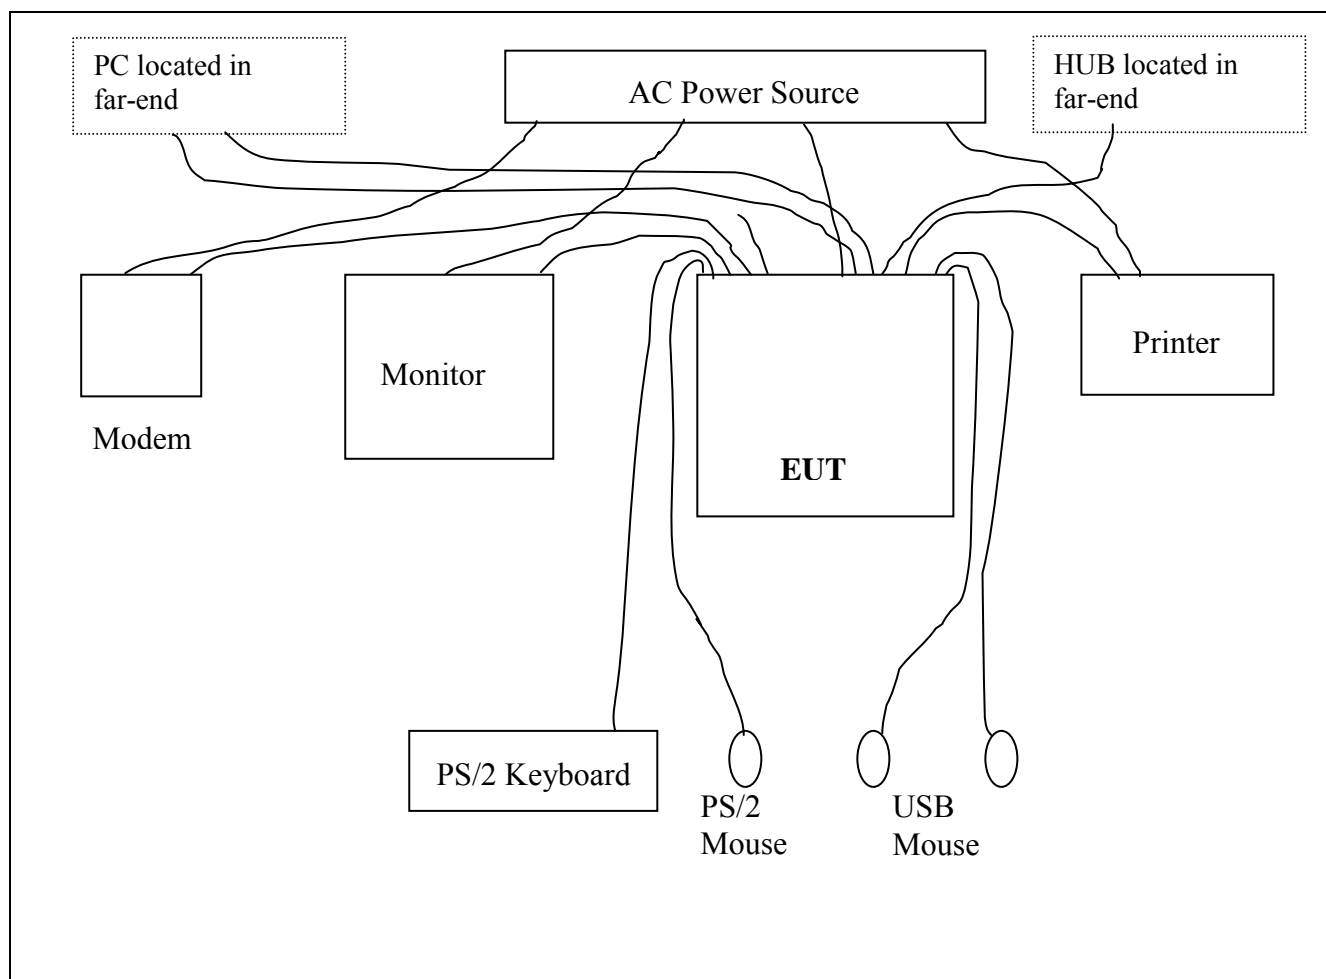 PC located in
far-end
AC Power Source
HUB located in
far-end
Modem
Monitor
EUT
Printer
PS/2 Keyboard
PS/2
Mouse
USB
Mouse